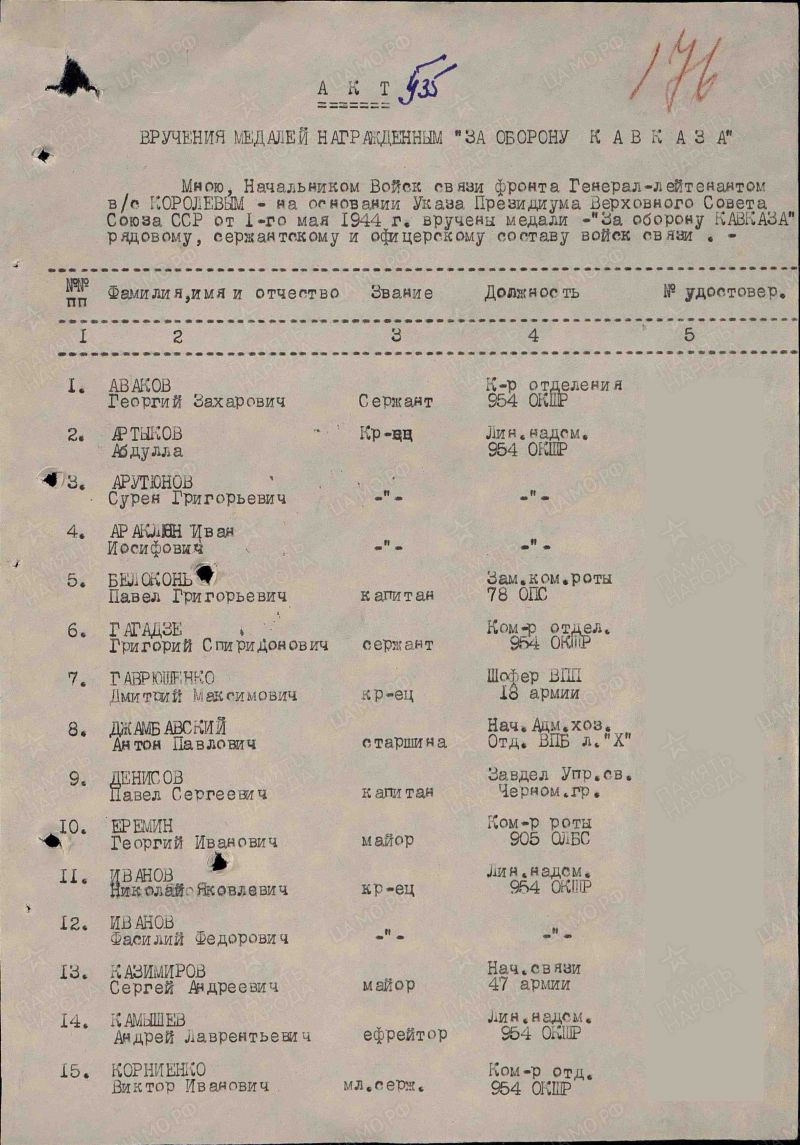 176
АКТ 935
ВРУЧЕНИЯ МЕДАЛЕЙ НАГРАЖДЕННЫМ "ЗА ОБОРОНУ К А В К А З А"
Мною, Начальником Войск связи фронта Генерал-лейтенантом
в/с КОРОЛЕВЫМ - на основании Указа Президиума Верховного Совета
Союза ССР от I-го мая 1944 г. вручены медали -"За оборону КАВКАЗА"
рядовому, сержантскому и офицерскому составу войск связи . -
№№ пп Фамилия,имя и отчество Звание Должность № удостовер.
I 2 3 4 5
I. АВАКОВ К-р отделения
Георгий Захарович Сержант 954 ОКШР
2. АРТЫКОВ Кр-ец Лин.надсм.
Абдулла 954 ОКШР
3. АРУТЮНОВ
Сурен Григорьевич -"- -"-
4. АРАКЛЯН Иван
Иосифович -"- -"-
5. БЕЛОКОНЬ Зам.ком.роты
Павел Григорьевич капитан 78 ОПС
6. ГАГАДЗЕ Ком-р отдел.
Григорий Спиридонович сержант 954 ОКШР
7. ГАВРЮШЕНКО Шофер ВПП
Дмитрий Максимович кр-ец 18 армии
8. ДЖАМБАВСКИЙ Нач.Адм.хоз.
Антон Павлович старшина Отд. ВПБ л."Х"
9. ДЕНИСОВ Завдел Упр.св.
Павел Сергеевич капитан Черном.гр.
10. ЕРЕМИН Ком-р роты
Георгий Иванович майор 905 ОЛБС
II. ИВАНОВ Лин.надсм.
Николай Яковлевич кр-ец 954 ОКШР
12. ИВАНОВ
Фасилий Федорович -"- -"-
13. КАЗИМИРОВ Нач.связи
Сергей Андреевич майор 47 армии
14. КАМЫШЕВ Лин.надсм.
Андрей Лаврентьевич ефрейтор 954 ОКШР
15. КОРНИЕНКО Ком-р отд.
Виктор Иванович мл.серж. 954 ОКШР